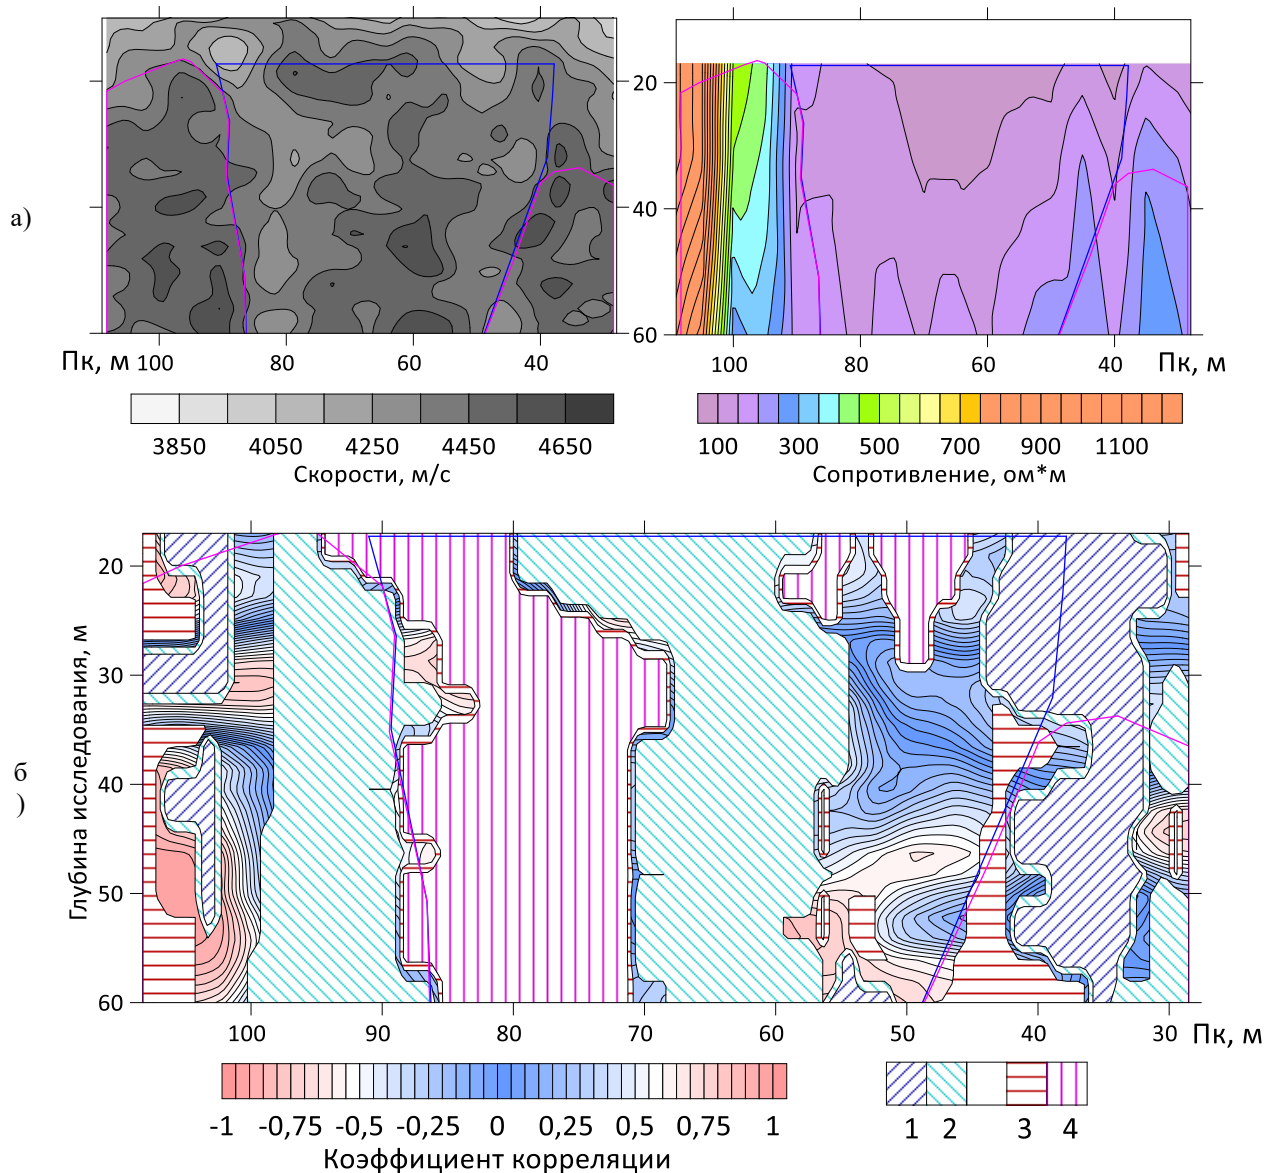 а)
20
40
60
Пк, м 100 80 60 40
100 80 60 40 Пк, м
3850 4050 4250 4450 4650
Скорости, м/с
100 300 500 700 900 1100
Сопротивление, ом*м
б
)
Глубина исследования, м
20
30
40
50
60
100 90 80 70 60 50 40 30 Пк, м
-1 -0,75 -0,5 -0,25 0 0,25 0,5 0,75 1
Коэффициент корреляции
1 2 3 4